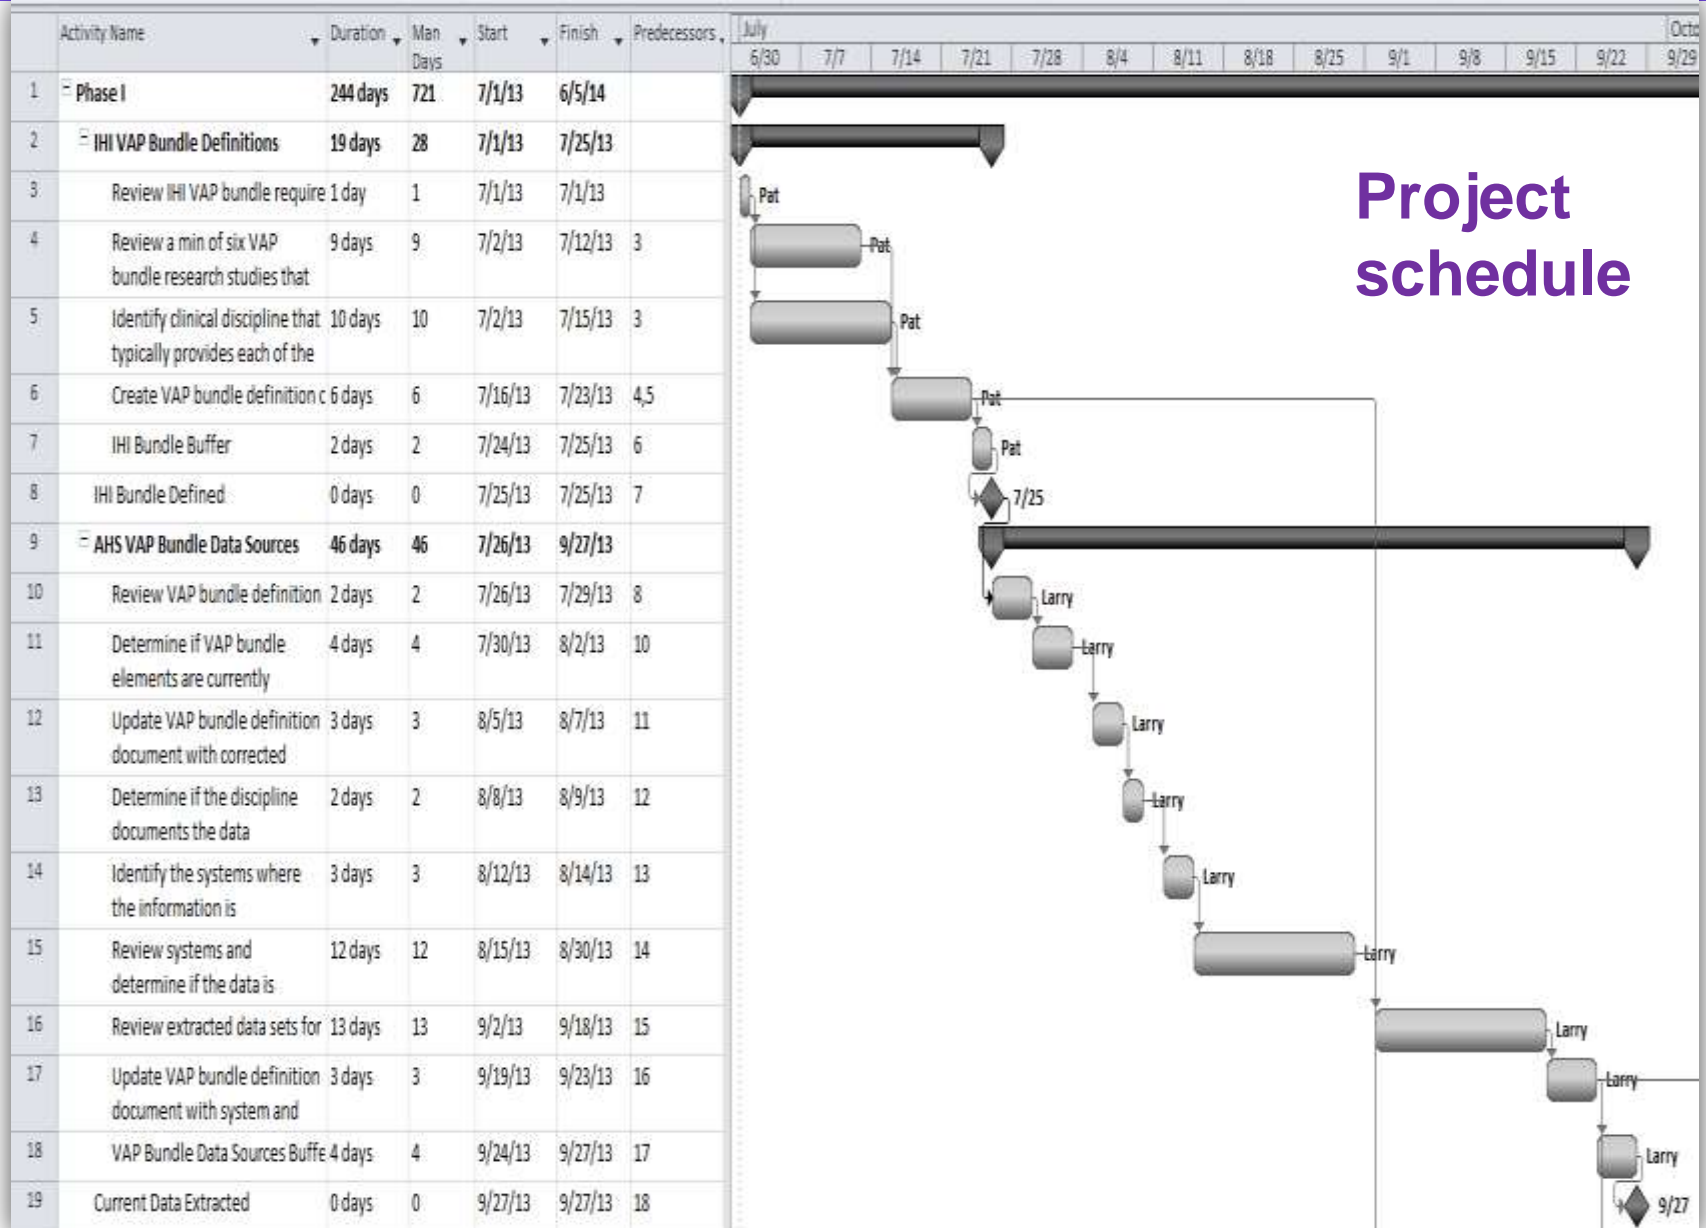 Activity Name Duration Man Days Start Finish Predecessors July Octo
6/30 7/7 7/14 7/21 7/28 8/4 8/11 8/18 8/25 9/1 9/8 9/15 9/22 9/29
Project
schedule
1 Phase I 244 days 721 7/1/13 6/5/14
2 IHI VAP Bundle Definitions 19 days 28 7/1/13 7/25/13
3 Review IHI VAP bundle require 1 day 1 7/1/13 7/1/13 Pat
4 Review a min of six VAP 9 days 9 7/2/13 7/12/13 3 Pat
bundle research studies that
5 Identify clinical discipline that 10 days 10 7/2/13 7/15/13 3 Pat
typically provides each of the
6 Create VAP bundle definition c 6 days 6 7/16/13 7/23/13 4,5 Pat
7 IHI Bundle Buffer 2 days 2 7/24/13 7/25/13 6 Pat
8 IHI Bundle Defined 0 days 0 7/25/13 7/25/13 7 7/25
9 AHS VAP Bundle Data Sources 46 days 46 7/26/13 9/27/13
10 Review VAP bundle definition 2 days 2 7/26/13 7/29/13 8 Larry
11 Determine if VAP bundle 4 days 4 7/30/13 8/2/13 10 Larry
elements are currently
12 Update VAP bundle definition 3 days 3 8/5/13 8/7/13 11 Larry
document with corrected
13 Determine if the discipline 2 days 2 8/8/13 8/9/13 12 Larry
documents the data
14 Identify the systems where 3 days 3 8/12/13 8/14/13 13 Larry
the information is
15 Review systems and 12 days 12 8/15/13 8/30/13 14 Larry
determine if the data is
16 Review extracted data sets for 13 days 13 9/2/13 9/18/13 15 Larry
17 Update VAP bundle definition 3 days 3 9/19/13 9/23/13 16 Larry
document with system and
18 VAP Bundle Data Sources Buffe 4 days 4 9/24/13 9/27/13 17 Larry
19 Current Data Extracted 0 days 0 9/27/13 9/27/13 18 9/27